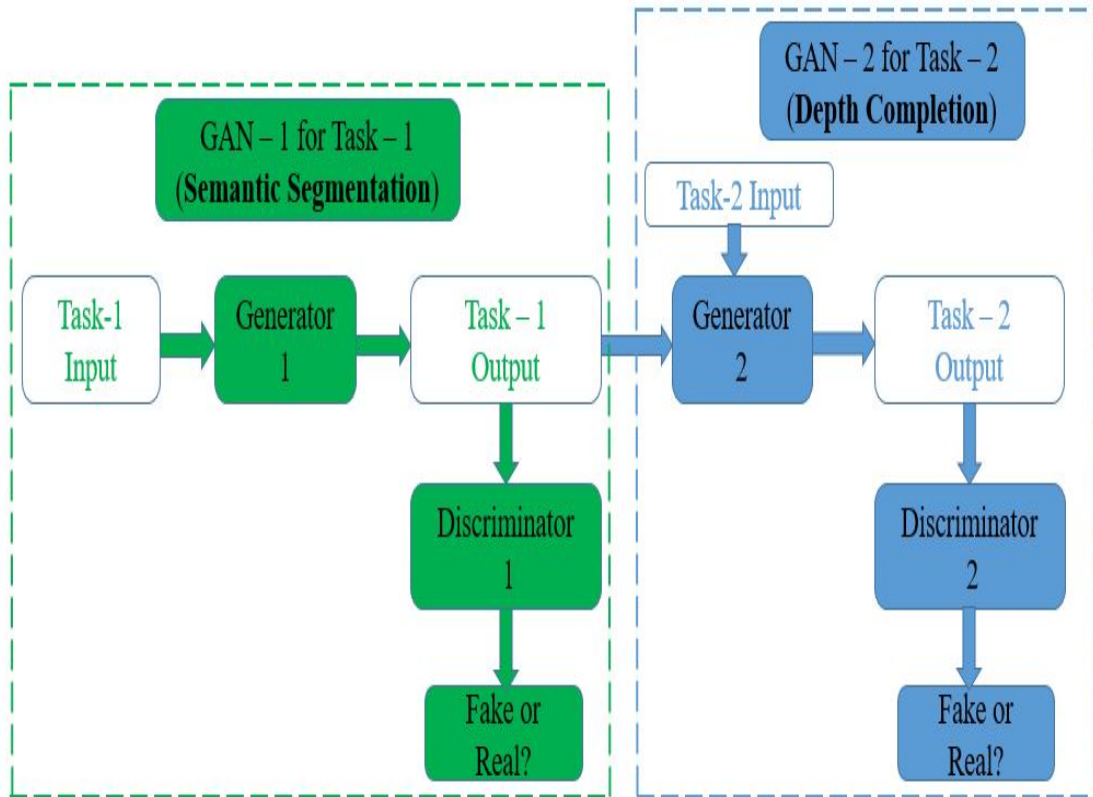 GAN – 1 for Task – 1
(Semantic Segmentation)
Task-1
Input
Generator
1
Task – 1
Output
Discriminator
1
Fake or
Real?
GAN – 2 for Task – 2
(Depth Completion)
Task-2 Input
Generator
2
Task – 2
Output
Discriminator
2
Fake or
Real?